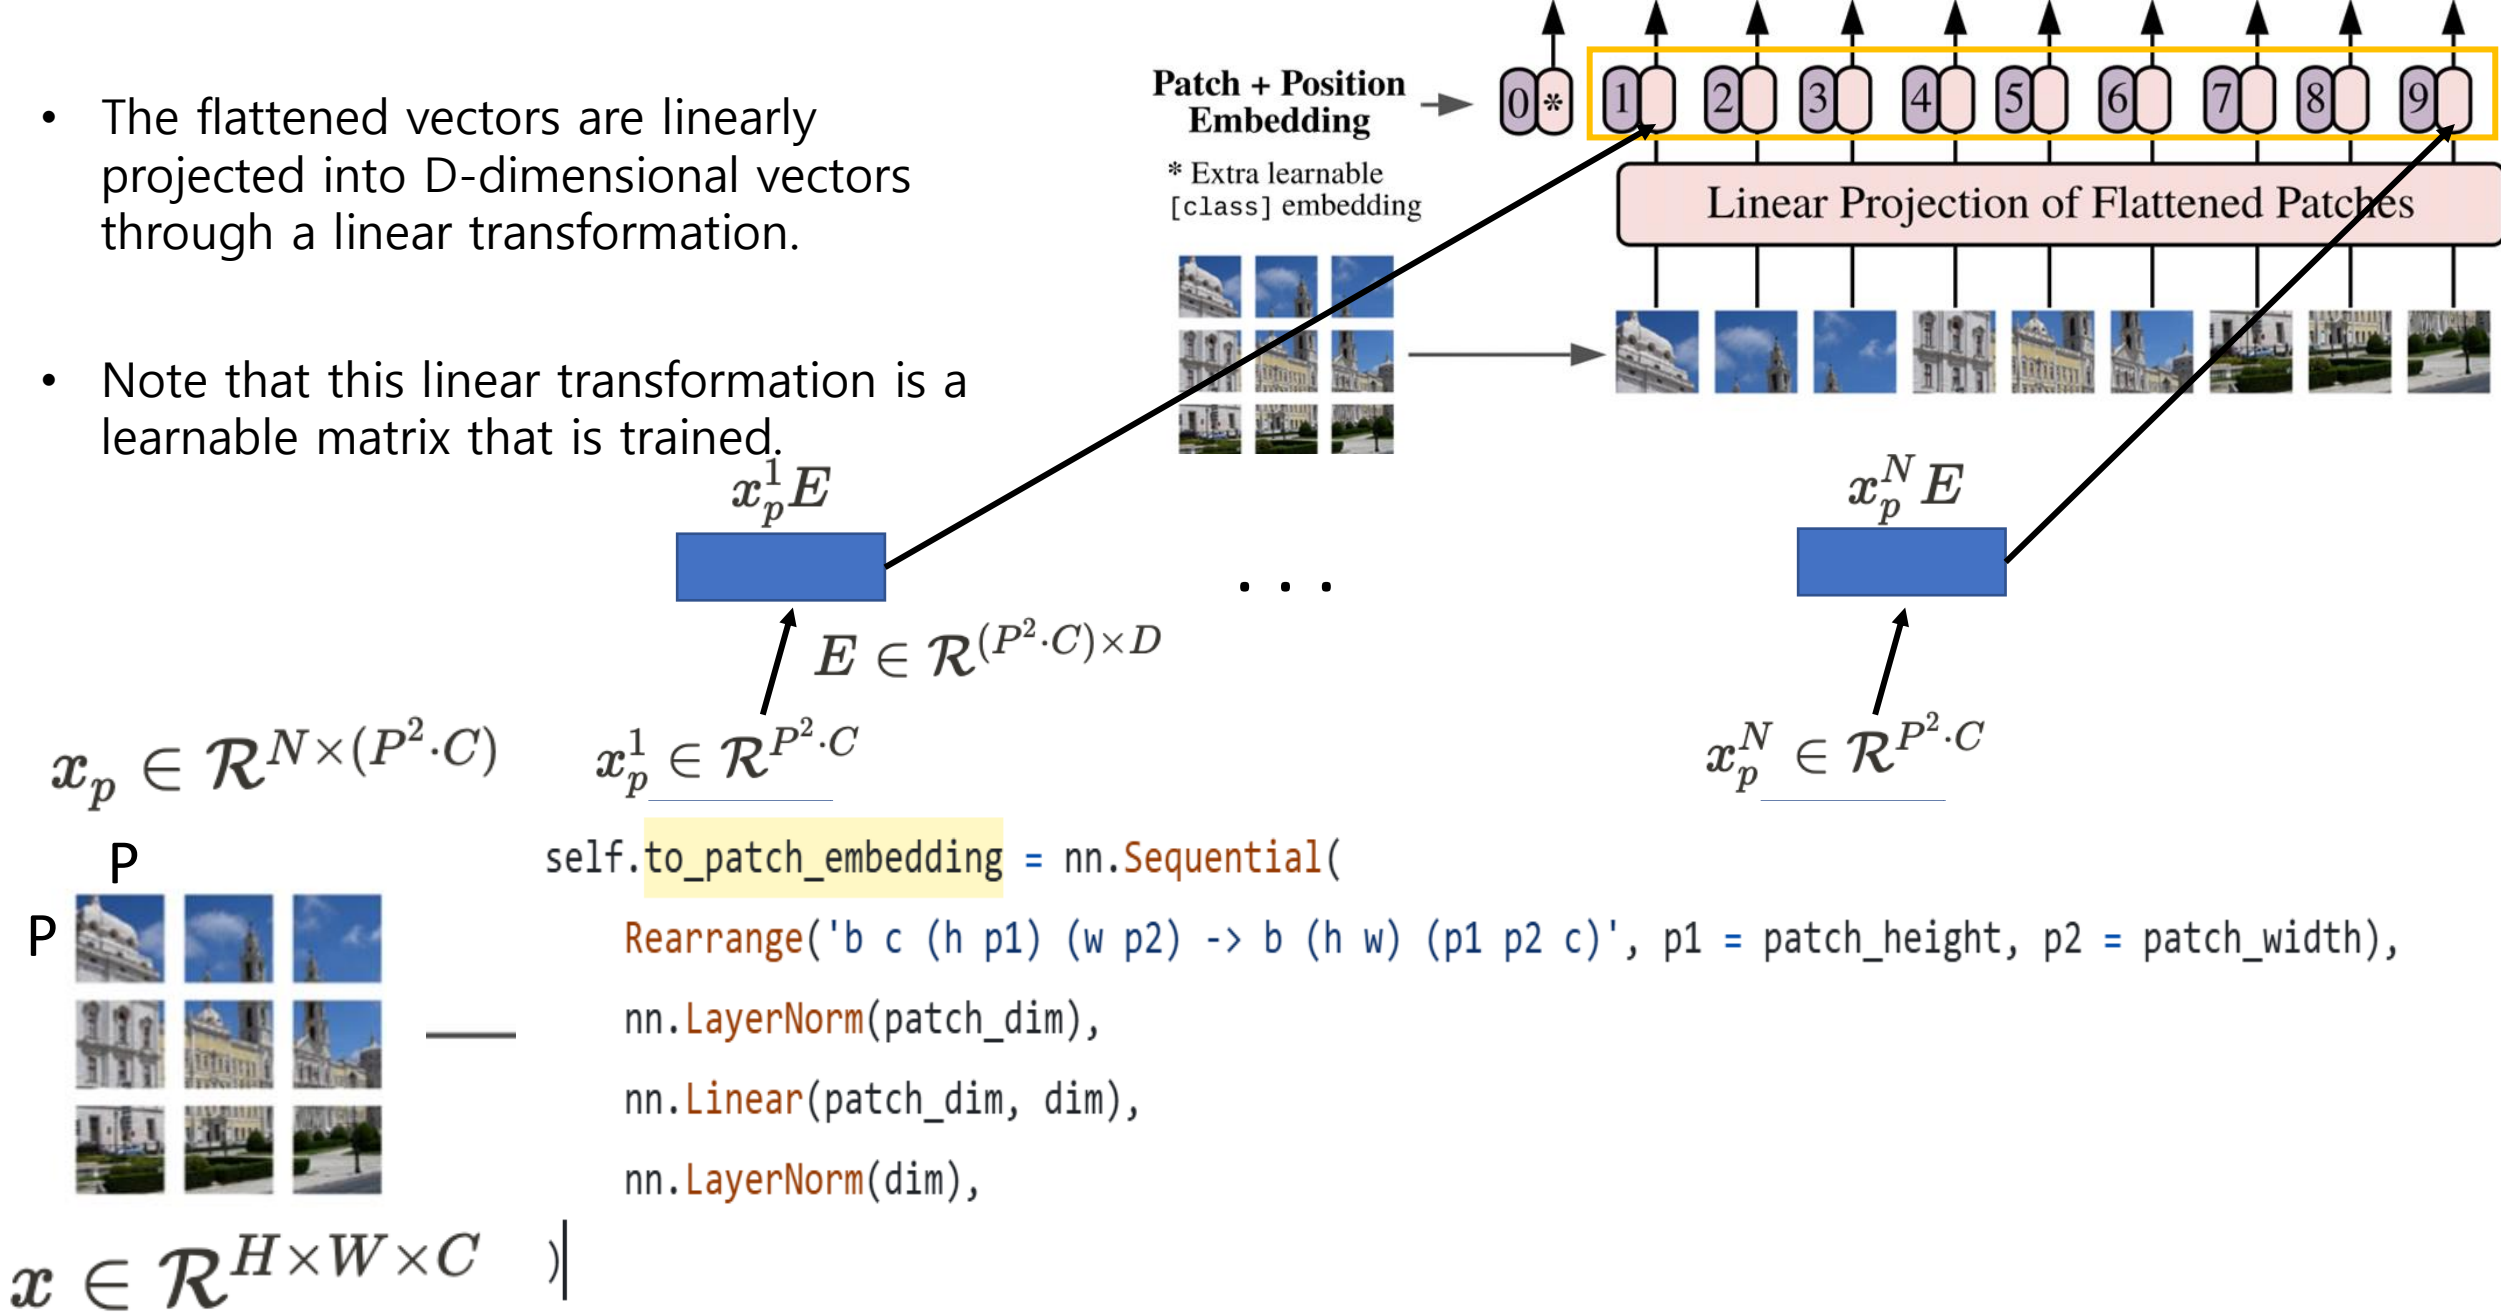 • The flattened vectors are linearly
projected into D-dimensional vectors
through a linear transformation.
• Note that this linear transformation is a
learnable matrix that is trained.
Patch + Position
Embedding
* Extra learnable
[class] embedding
0 * 1 2 3 4 5 6 7 8 9
Linear Projection of Flattened Patches
x_p^1 E
x_p^N E
. . .
E ∈ R^{(P^2·C)×D}
x_p ∈ R^{N×(P^2·C)}
x_p^1 ∈ R^{P^2·C}
x_p^N ∈ R^{P^2·C}
P
P
self.to_patch_embedding = nn.Sequential(
Rearrange('b c (h p1) (w p2) -> b (h w) (p1 p2 c)', p1 = patch_height, p2 = patch_width),
nn.LayerNorm(patch_dim),
nn.Linear(patch_dim, dim),
nn.LayerNorm(dim),
)
x ∈ R^{H×W×C}